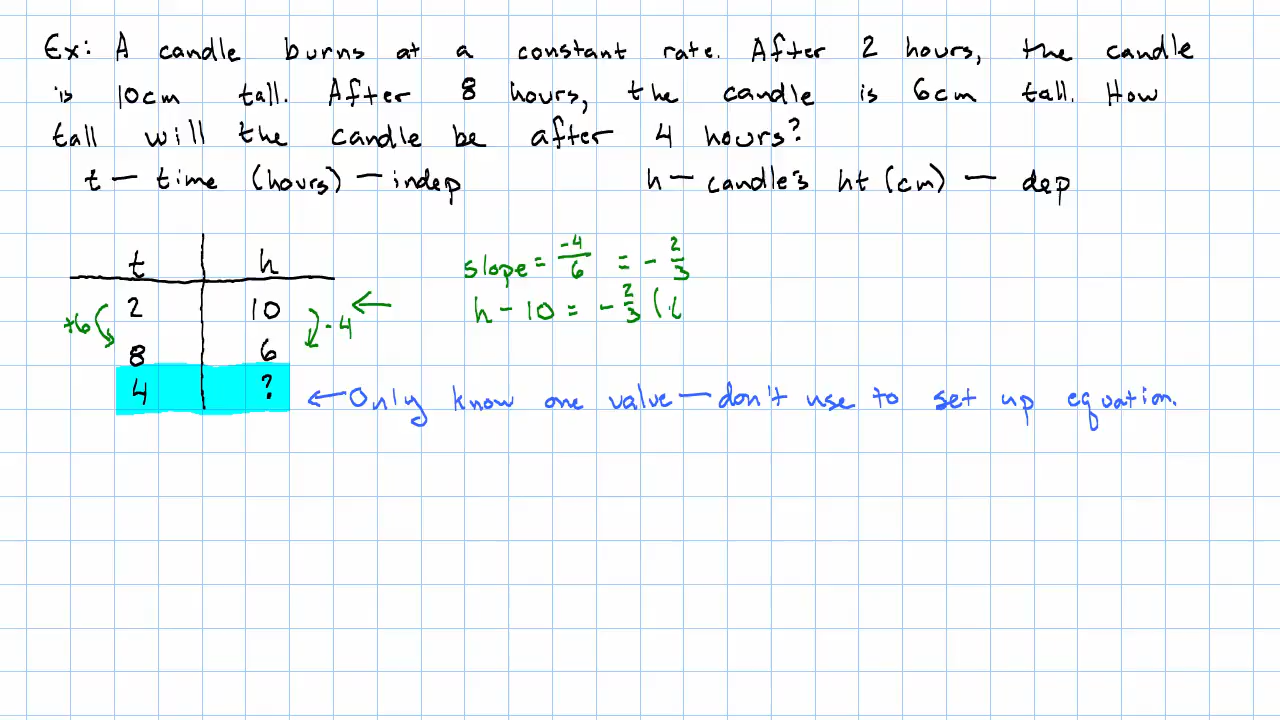 Ex: A candle burns at a constant rate. After 2 hours, the candle
is 10cm tall. After 8 hours, the candle is 6cm tall. How
tall will the candle be after 4 hours?
t — time (hours) — indep
h — candle's ht (cm) — dep
t h
2 10
8 6
4 ?
+6
-4
←
slope = -4/6 = -2/3
h - 10 = -2/3 (t
← Only know one value — don't use to set up equation.